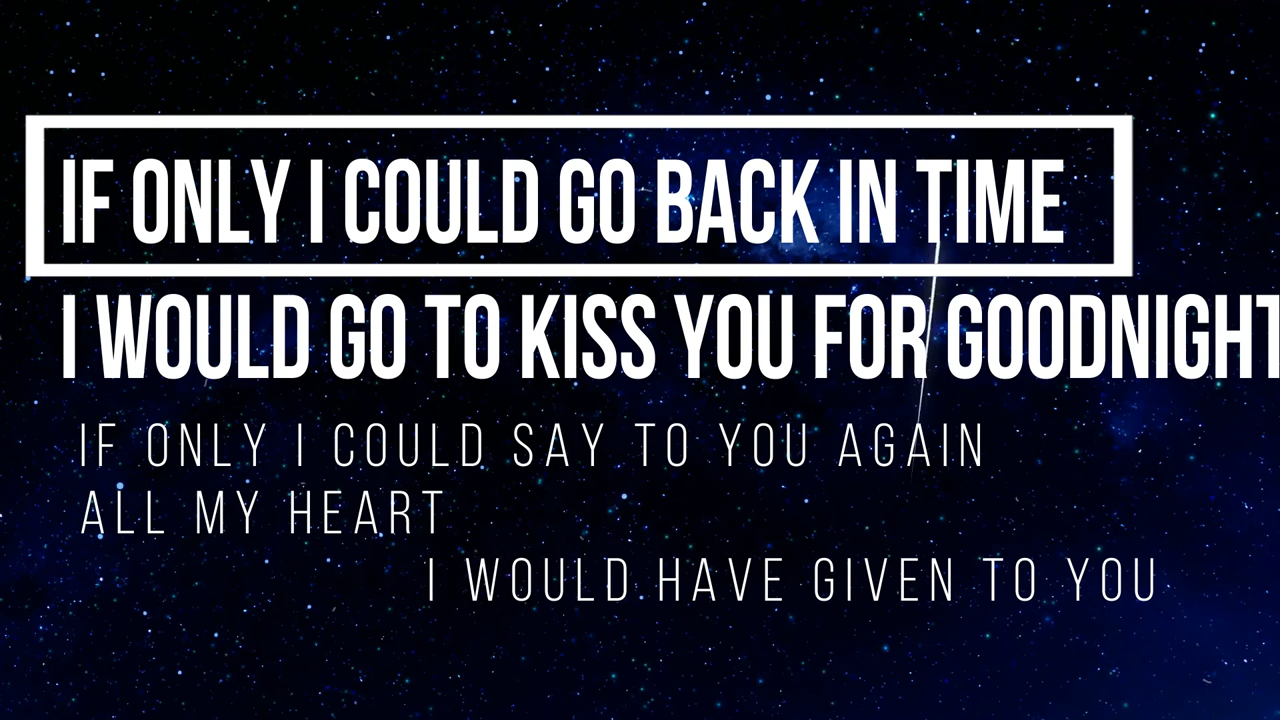 IF ONLY I COULD GO BACK IN TIME
I WOULD GO TO KISS YOU FOR GOODNIGHT
IF ONLY I COULD SAY TO YOU AGAIN
ALL MY HEART
I WOULD HAVE GIVEN TO YOU